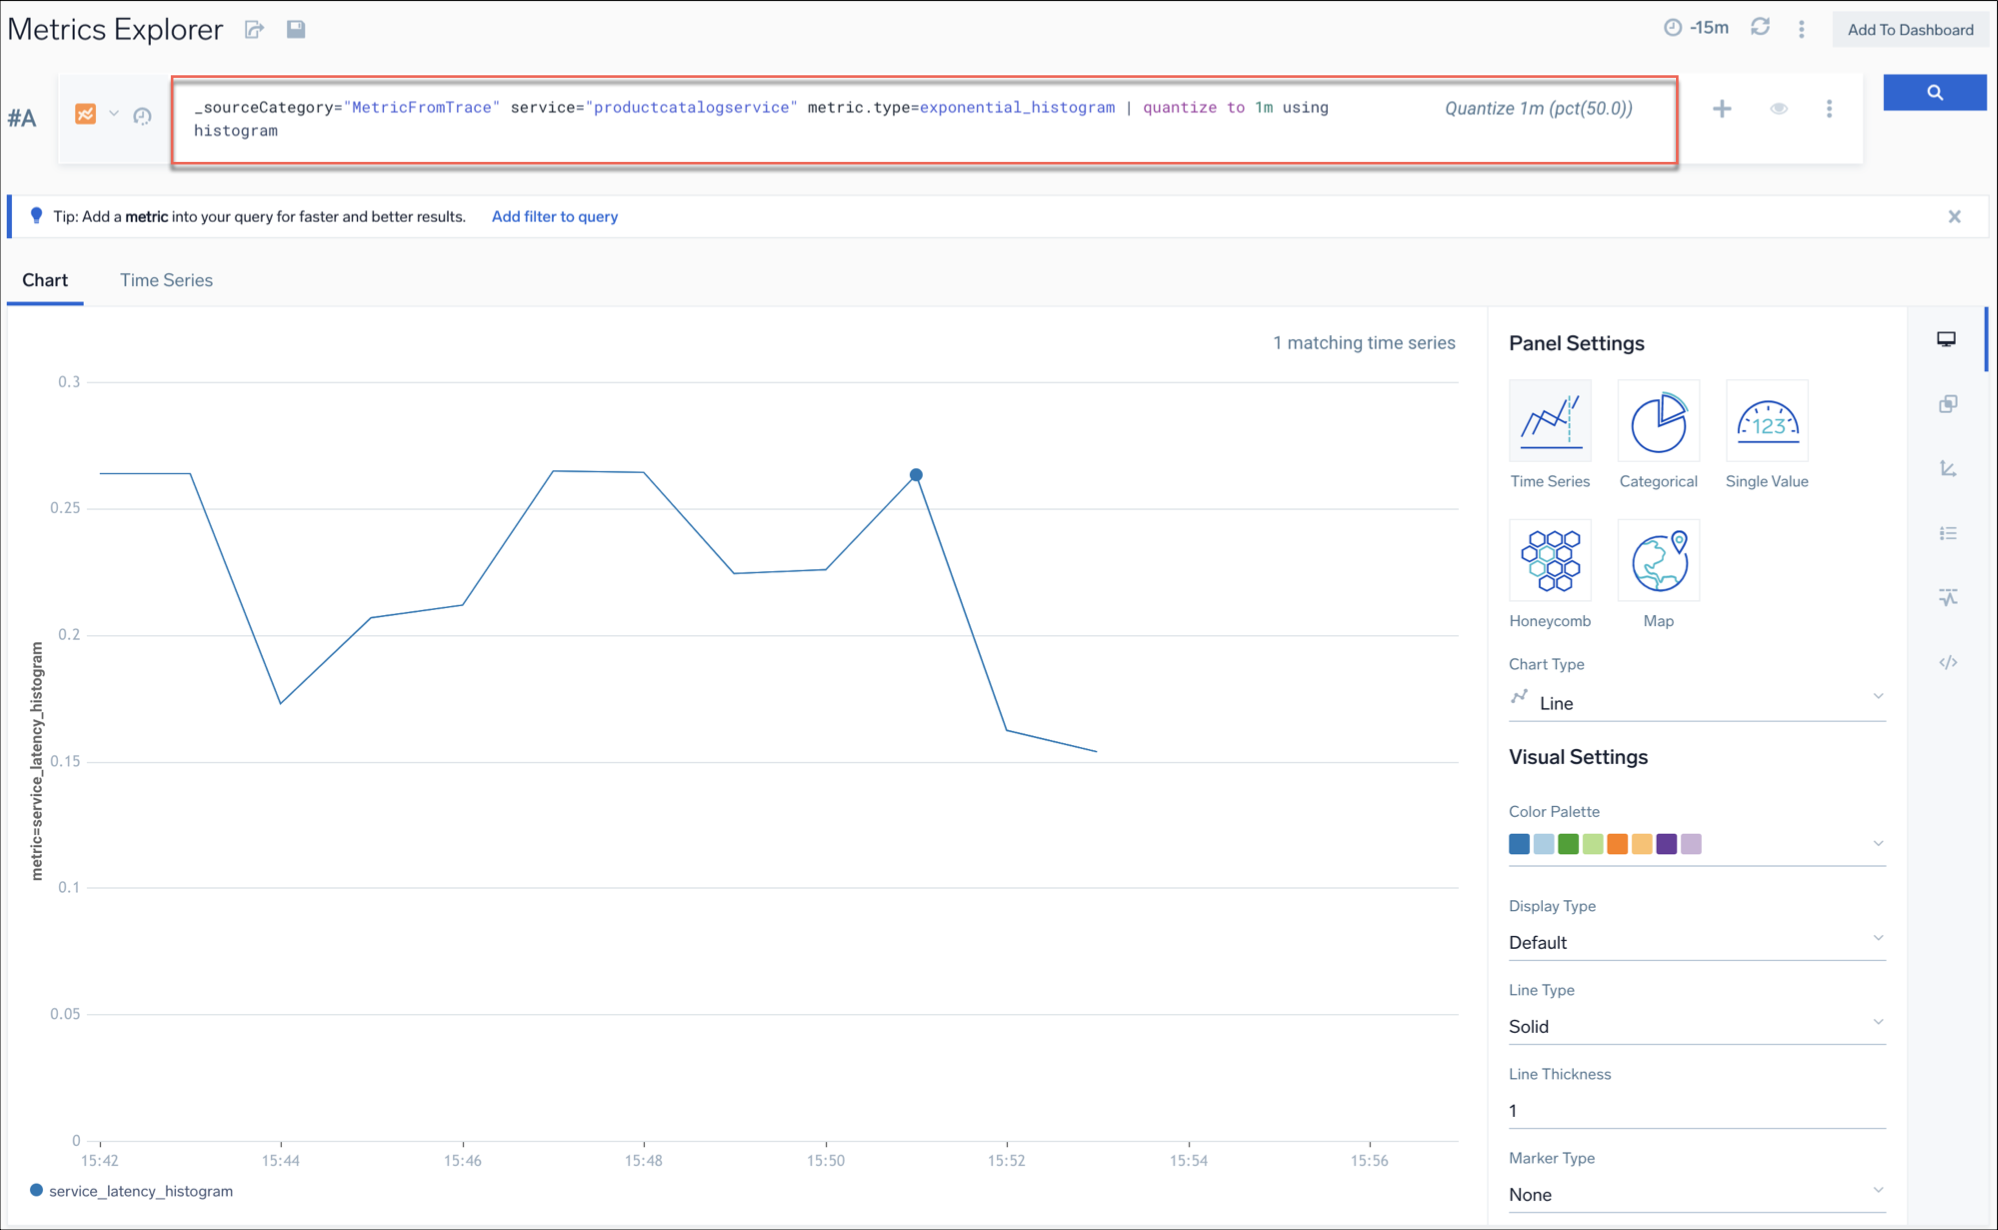 Metrics Explorer
-15m
Add To Dashboard
#A
_sourceCategory="MetricFromTrace" service="productcatalogservice" metric.type=exponential_histogram | quantize to 1m using
histogram
Quantize 1m (pct(50.0))
Tip: Add a metric into your query for faster and better results. Add filter to query
Chart
Time Series
1 matching time series
0.3
0.25
0.2
0.15
0.1
0.05
0
metric=service_latency_histogram
15:42
15:44
15:46
15:48
15:50
15:52
15:54
15:56
service_latency_histogram
Panel Settings
123
Time Series
Categorical
Single Value
Honeycomb
Map
Chart Type
Line
Visual Settings
Color Palette
Display Type
Default
Line Type
Solid
Line Thickness
1
Marker Type
None